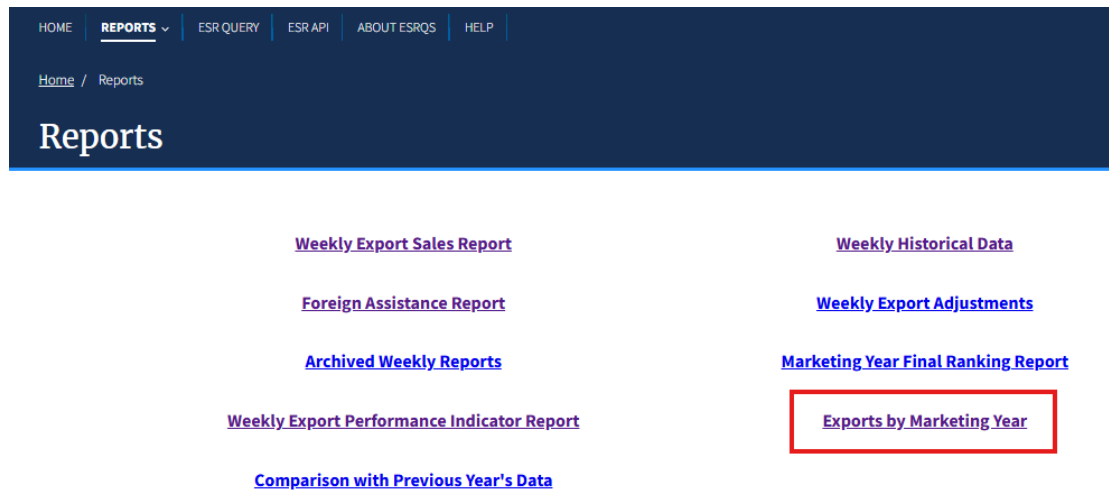 HOME REPORTS ESR QUERY ESR API ABOUT ESRQS HELP
Home / Reports
Reports
Weekly Export Sales Report Weekly Historical Data
Foreign Assistance Report Weekly Export Adjustments
Archived Weekly Reports Marketing Year Final Ranking Report
Weekly Export Performance Indicator Report Exports by Marketing Year
Comparison with Previous Year's Data